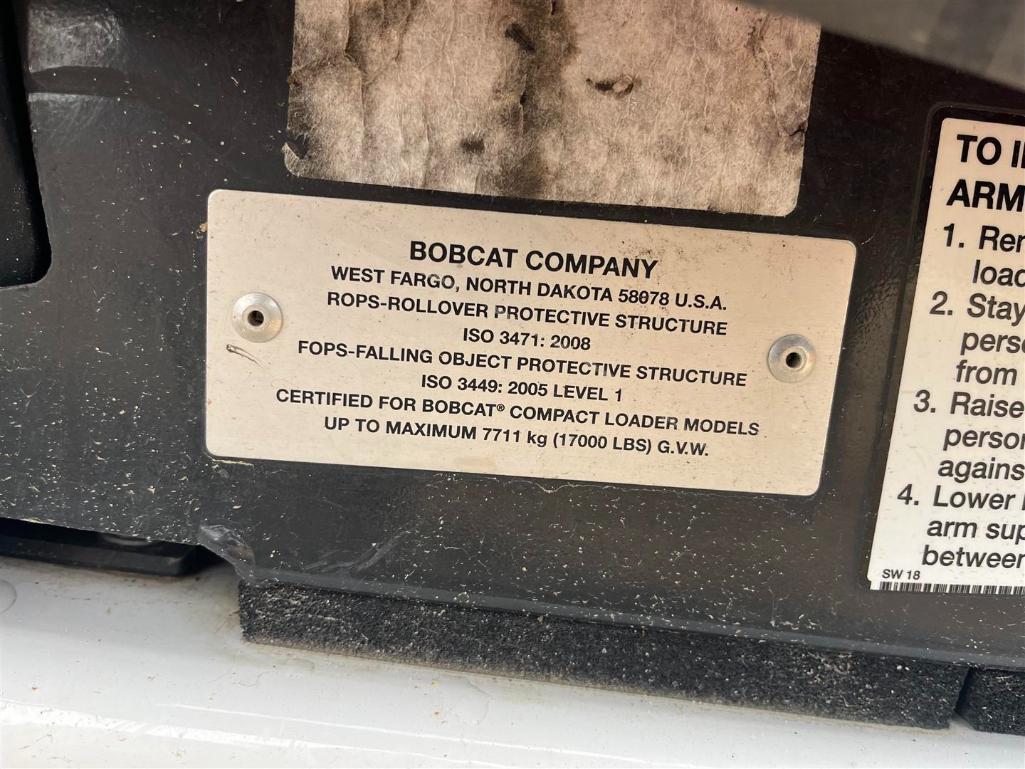 BOBCAT COMPANY
WEST FARGO, NORTH DAKOTA 58078 U.S.A.
ROPS-ROLLOVER PROTECTIVE STRUCTURE
ISO 3471: 2008
FOPS-FALLING OBJECT PROTECTIVE STRUCTURE
ISO 3449: 2005 LEVEL 1
CERTIFIED FOR BOBCAT® COMPACT LOADER MODELS
UP TO MAXIMUM 7711 kg (17000 LBS) G.V.W.
TO
ARM
1. 
2. Stay
from
3. Raise
against
4. Lower
arm
between
SW 18